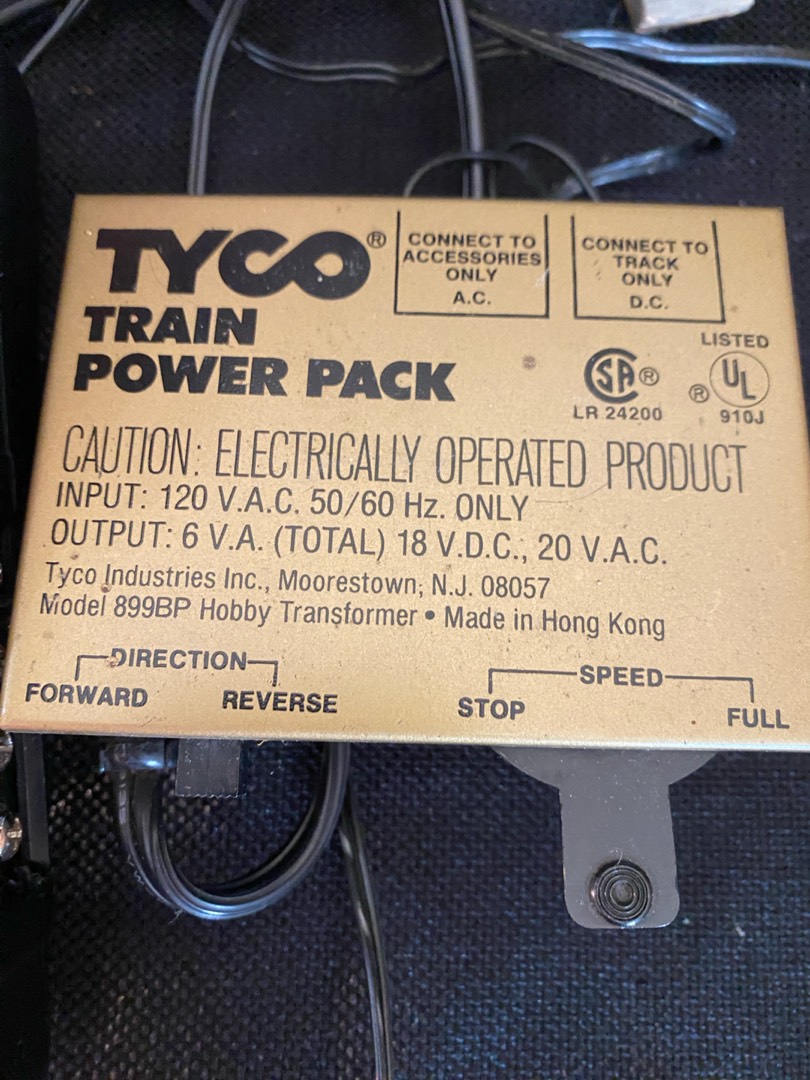 TYCO®
TRAIN
POWER PACK
CONNECT TO
ACCESSORIES
ONLY
A.C.
CONNECT TO
TRACK
ONLY
D.C.
SA®
LR 24200
LISTED
® UL
910J
CAUTION: ELECTRICALLY OPERATED PRODUCT
INPUT: 120 V.A.C. 50/60 Hz. ONLY
OUTPUT: 6 V.A. (TOTAL) 18 V.D.C., 20 V.A.C.
Tyco Industries Inc., Moorestown, N.J. 08057
Model 899BP Hobby Transformer • Made in Hong Kong
DIRECTION
FORWARD REVERSE
SPEED
STOP FULL